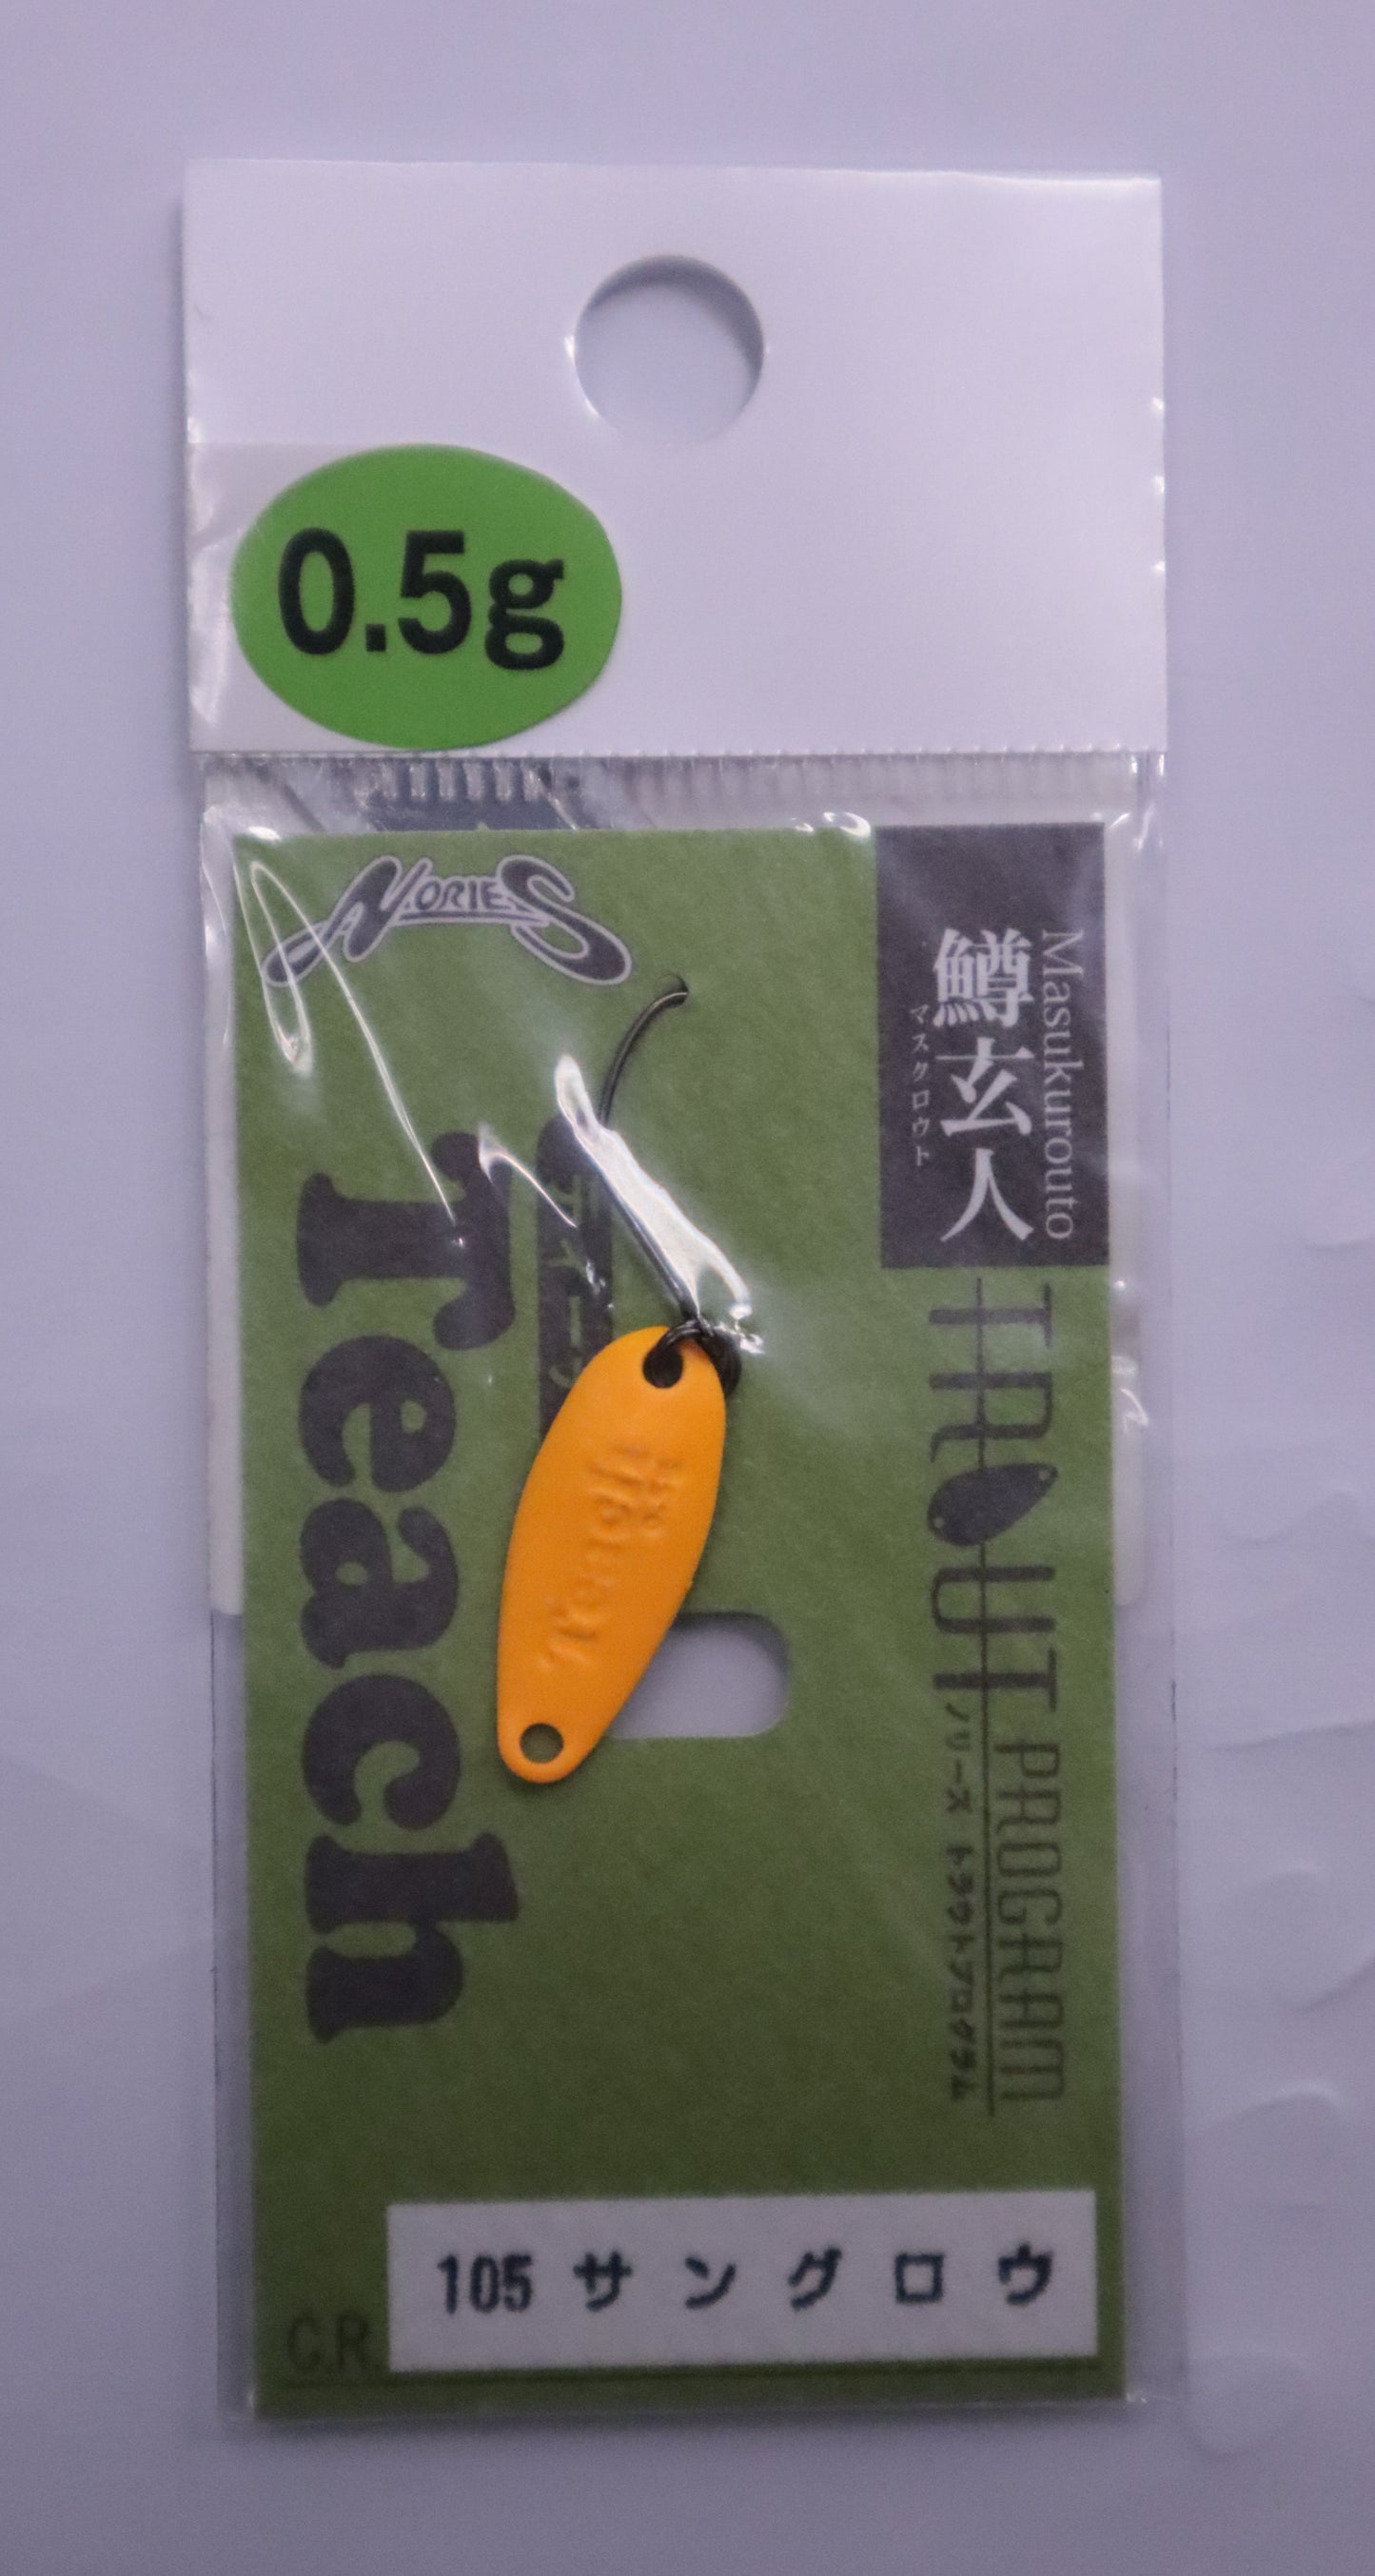 0.5g
NORIES
Masukurouto
鱒玄人
マスクロウト
TROUT PROGRAM
ノリーズ トラウトプログラム
Teach
C.R.
105 サングロウ